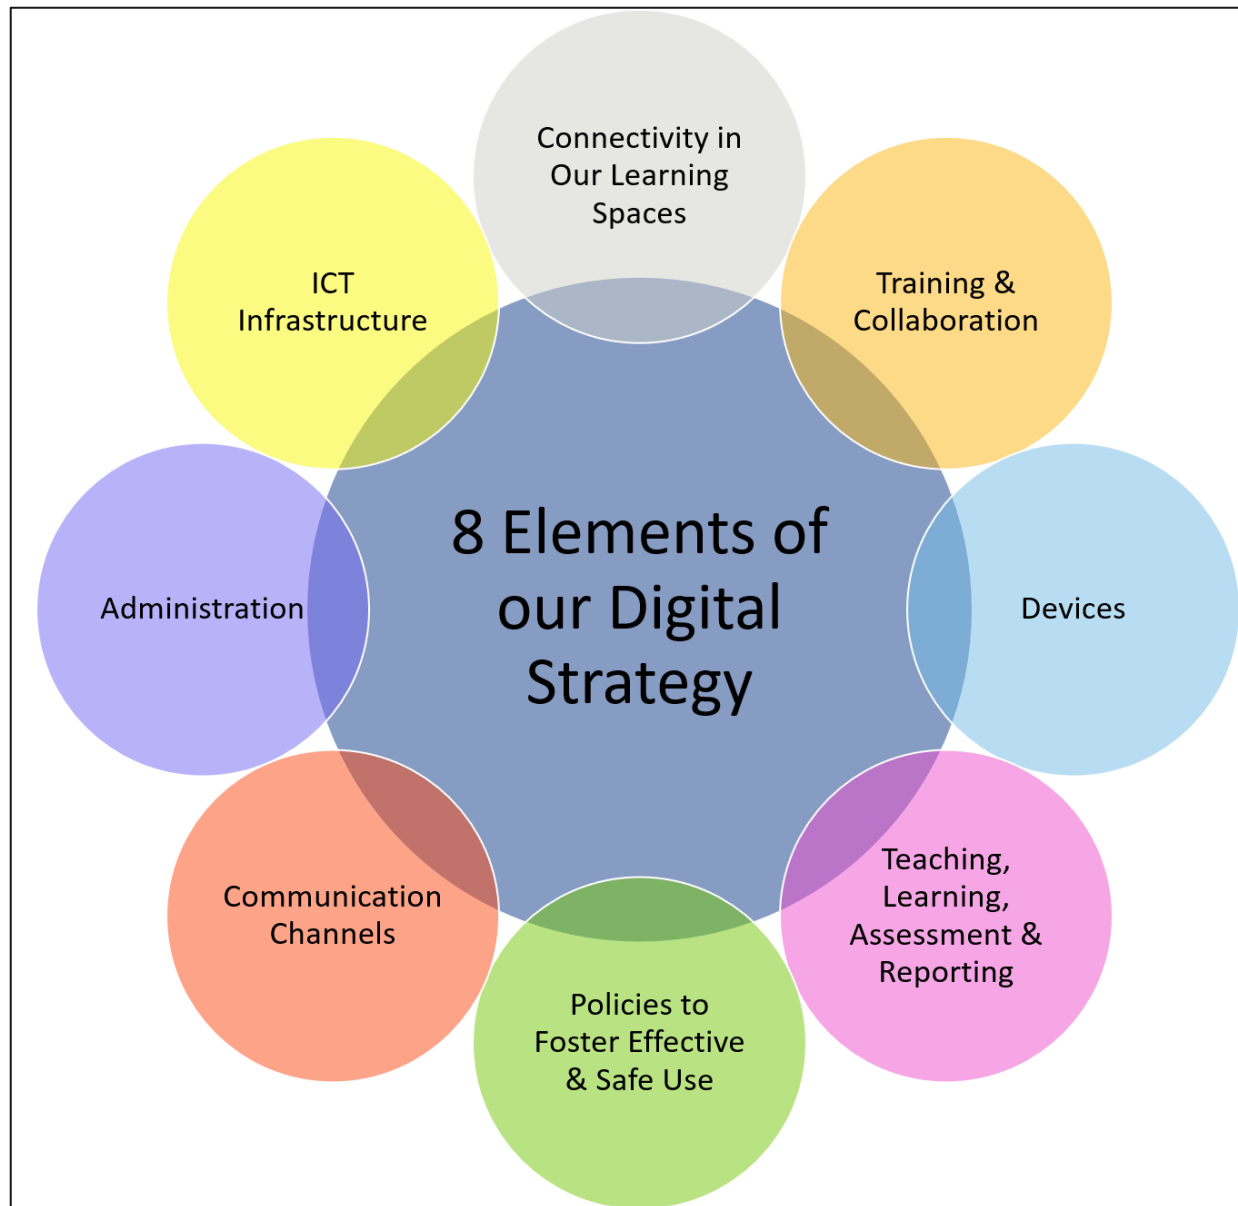 Connectivity in
Our Learning
Spaces
Training &
Collaboration
Devices
Teaching,
Learning,
Assessment &
Reporting
Policies to
Foster Effective
& Safe Use
Communication
Channels
Administration
ICT
Infrastructure
8 Elements of
our Digital
Strategy